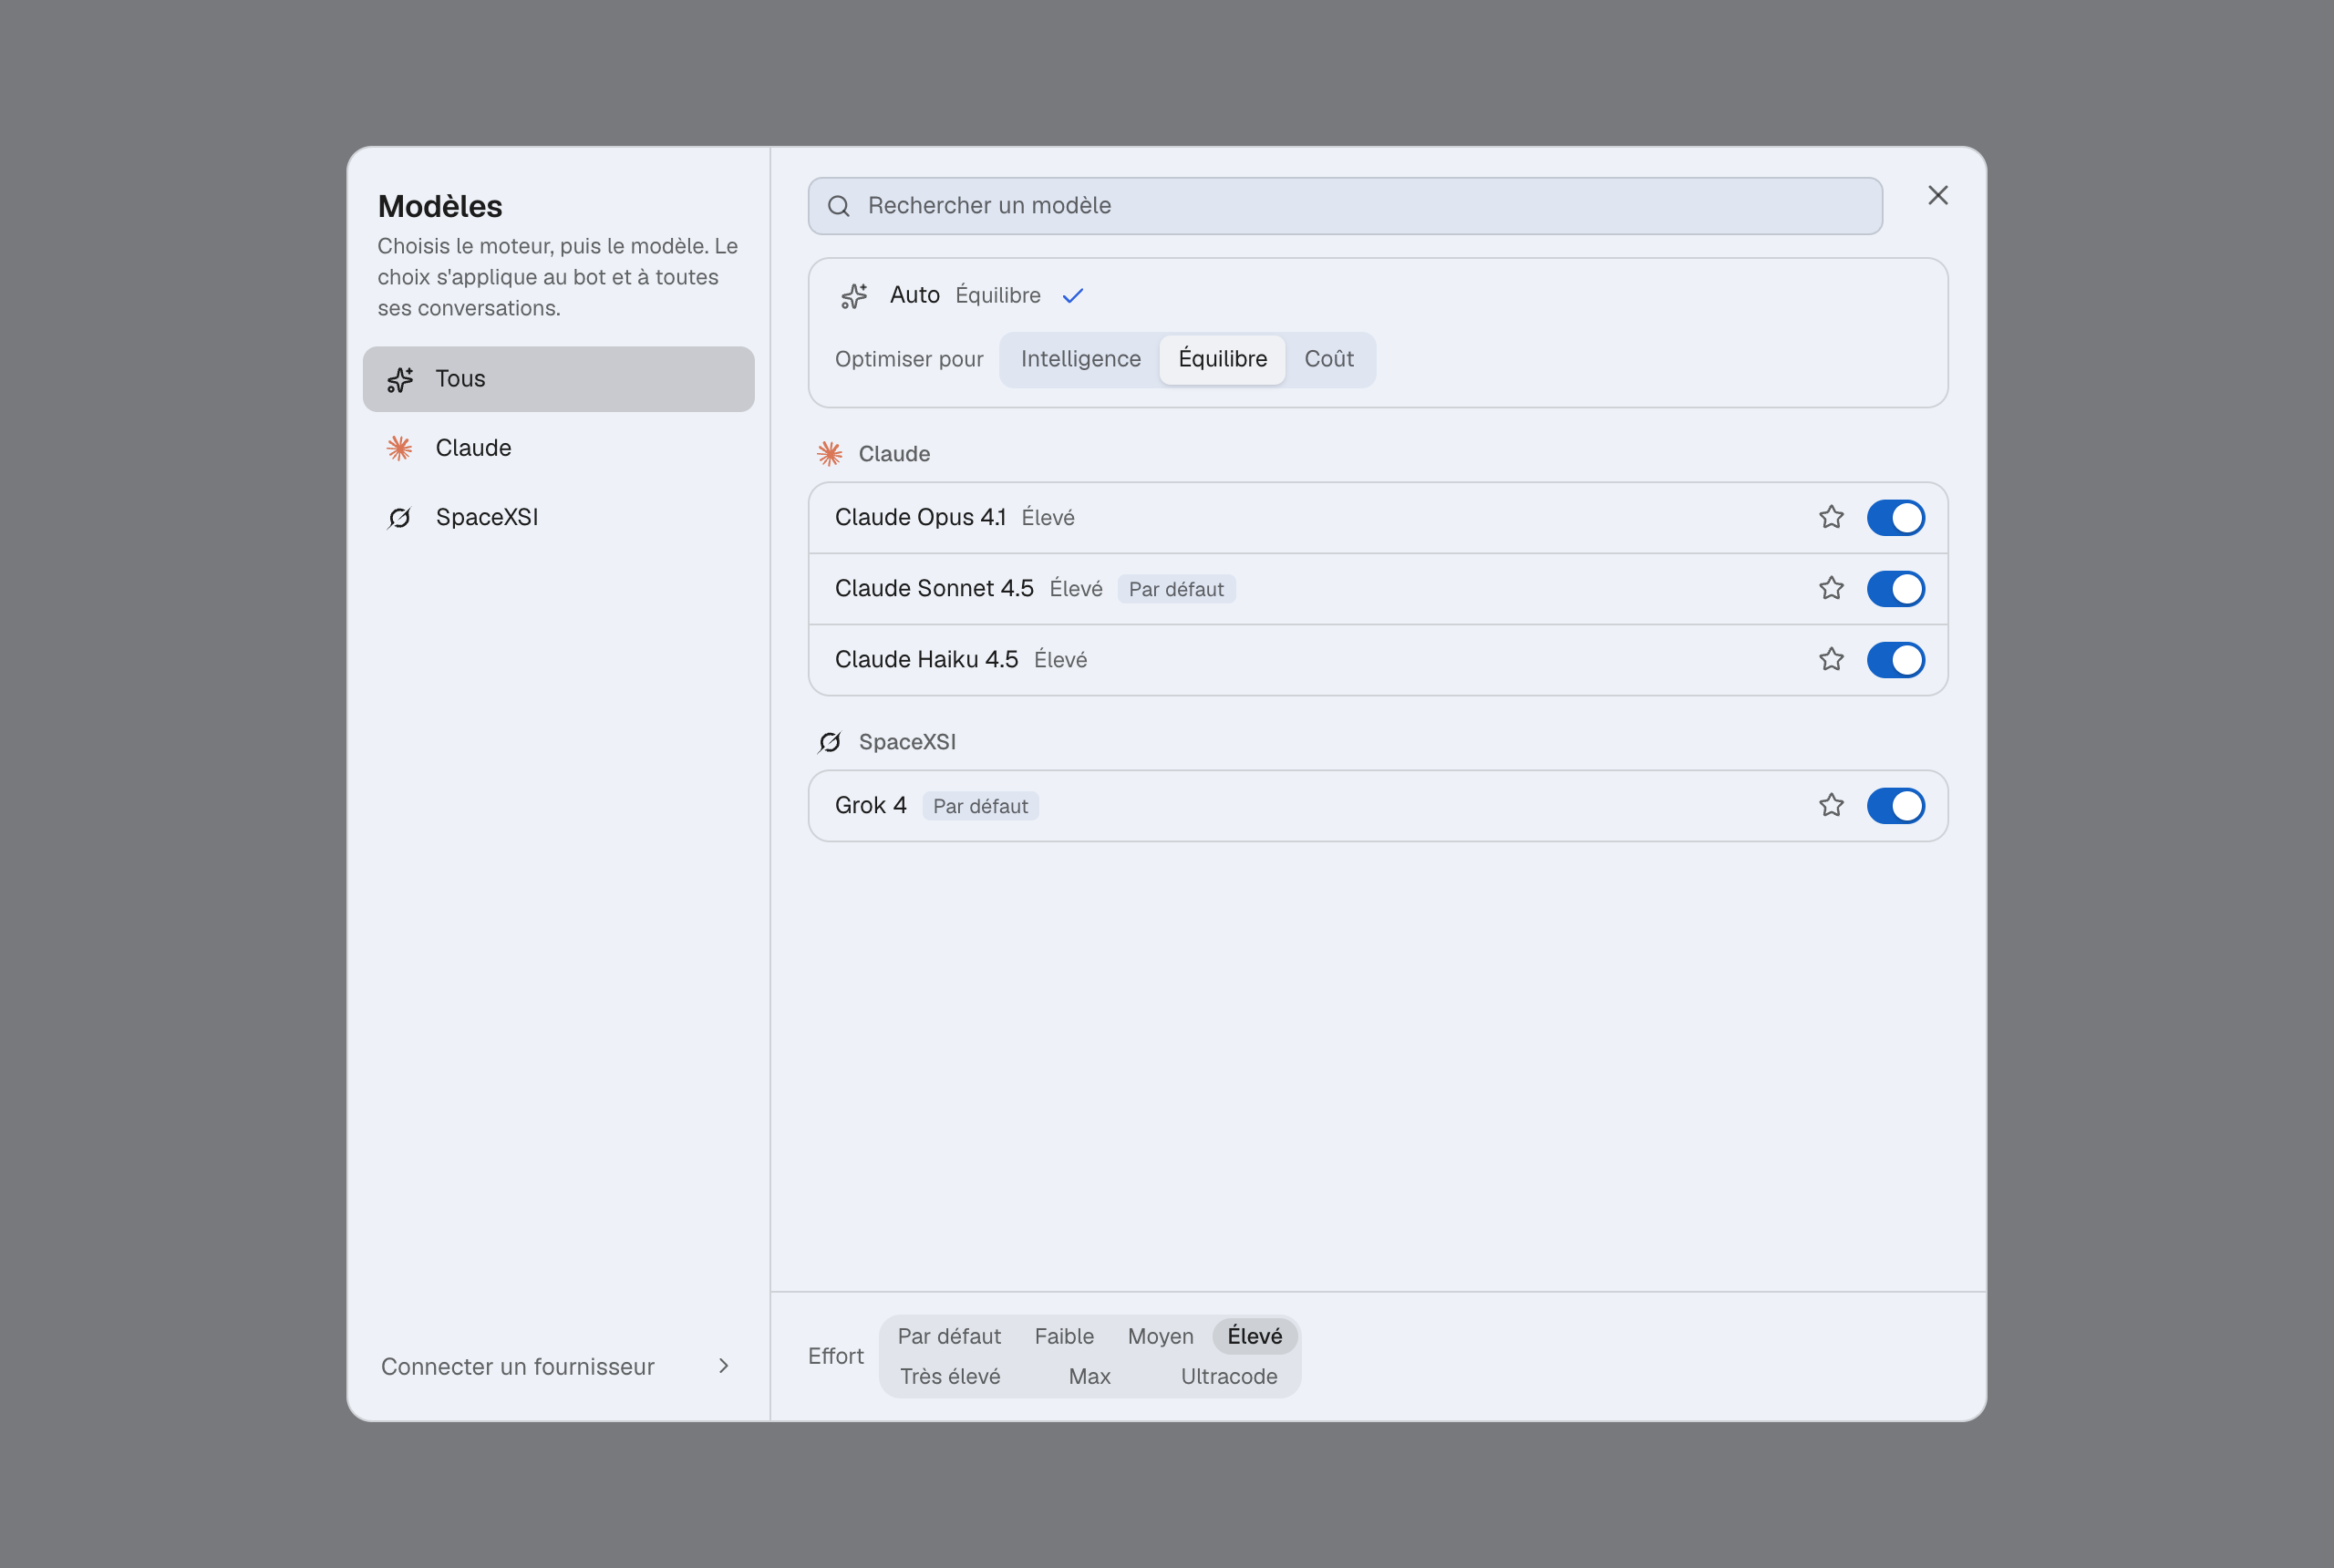 Modèles
Choisis le moteur, puis le modèle. Le
choix s'applique au bot et à toutes
ses conversations.
Tous
Claude
SpaceXSI
Connecter un fournisseur
Rechercher un modèle
Auto Équilibre
Optimiser pour Intelligence Équilibre Coût
Claude
Claude Opus 4.1 Élevé
Claude Sonnet 4.5 Élevé Par défaut
Claude Haiku 4.5 Élevé
SpaceXSI
Grok 4 Par défaut
Effort
Par défaut Faible Moyen Élevé
Très élevé Max Ultracode